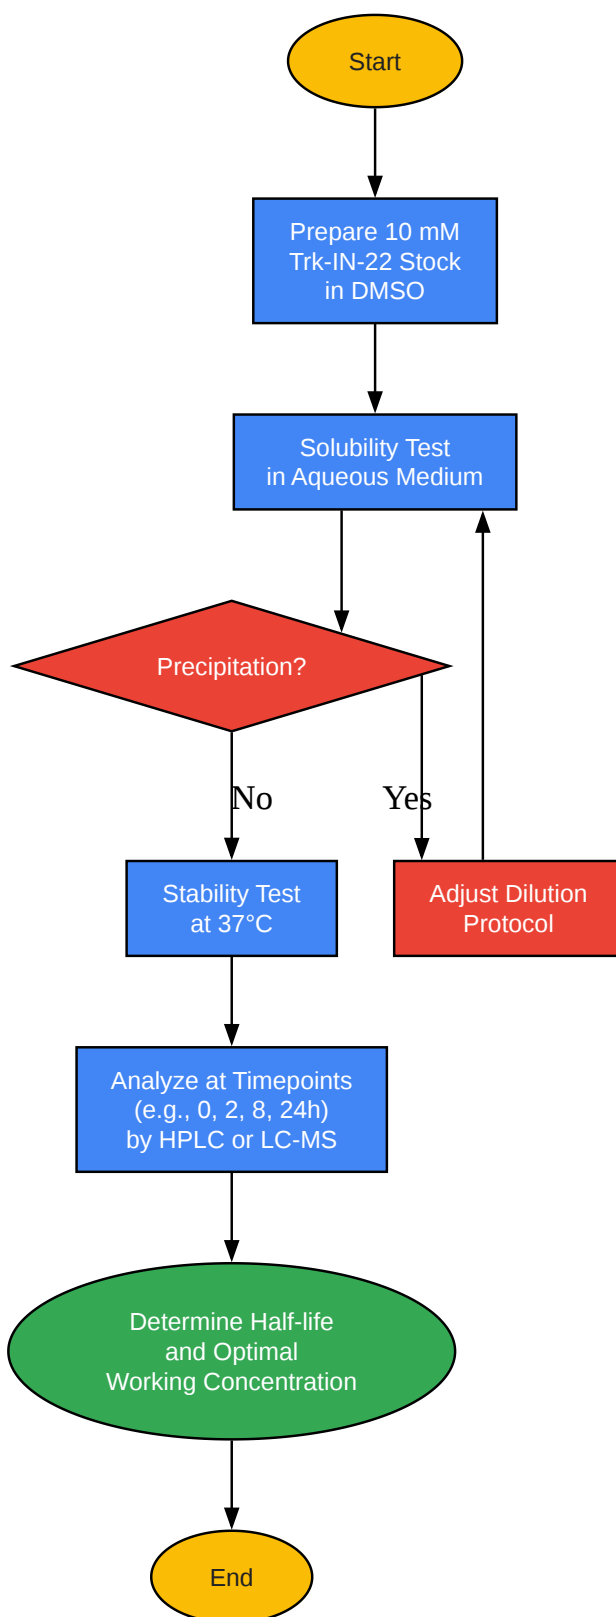 Start
Prepare 10 mM
Trk-IN-22 Stock
in DMSO
Solubility Test
in Aqueous Medium
Precipitation?
No
Yes
Stability Test
at 37°C
Adjust Dilution
Protocol
Analyze at Timepoints
(e.g., 0, 2, 8, 24h)
by HPLC or LC-MS
Determine Half-life
and Optimal
Working Concentration
End